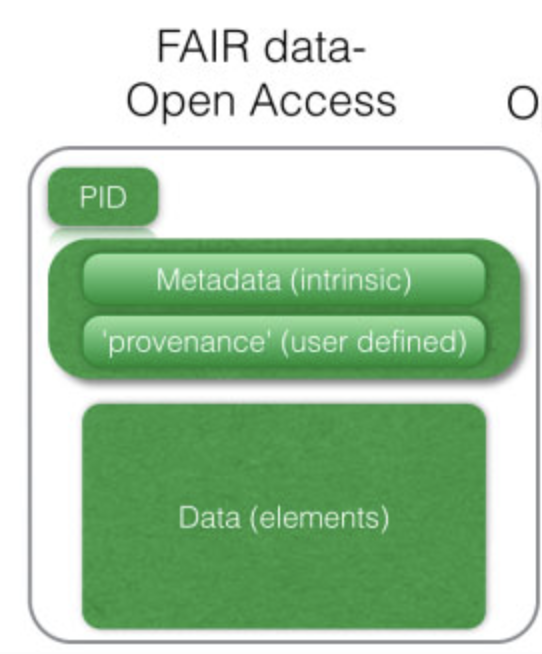 FAIR data-
Open Access
O
PID
Metadata (intrinsic)
'provenance' (user defined)
Data (elements)